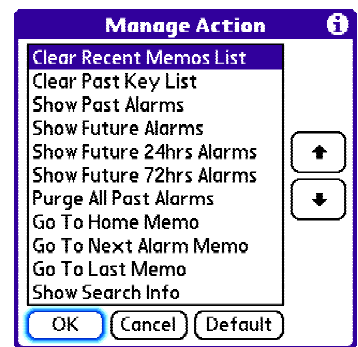 Manage Action
Clear Recent Memos List
Clear Past Key List
Show Past Alarms
Show Future Alarms
Show Future 24hrs Alarms
Show Future 72hrs Alarms
Purge All Past Alarms
Go To Home Memo
Go To Next Alarm Memo
Go To Last Memo
Show Search Info
OK Cancel Default